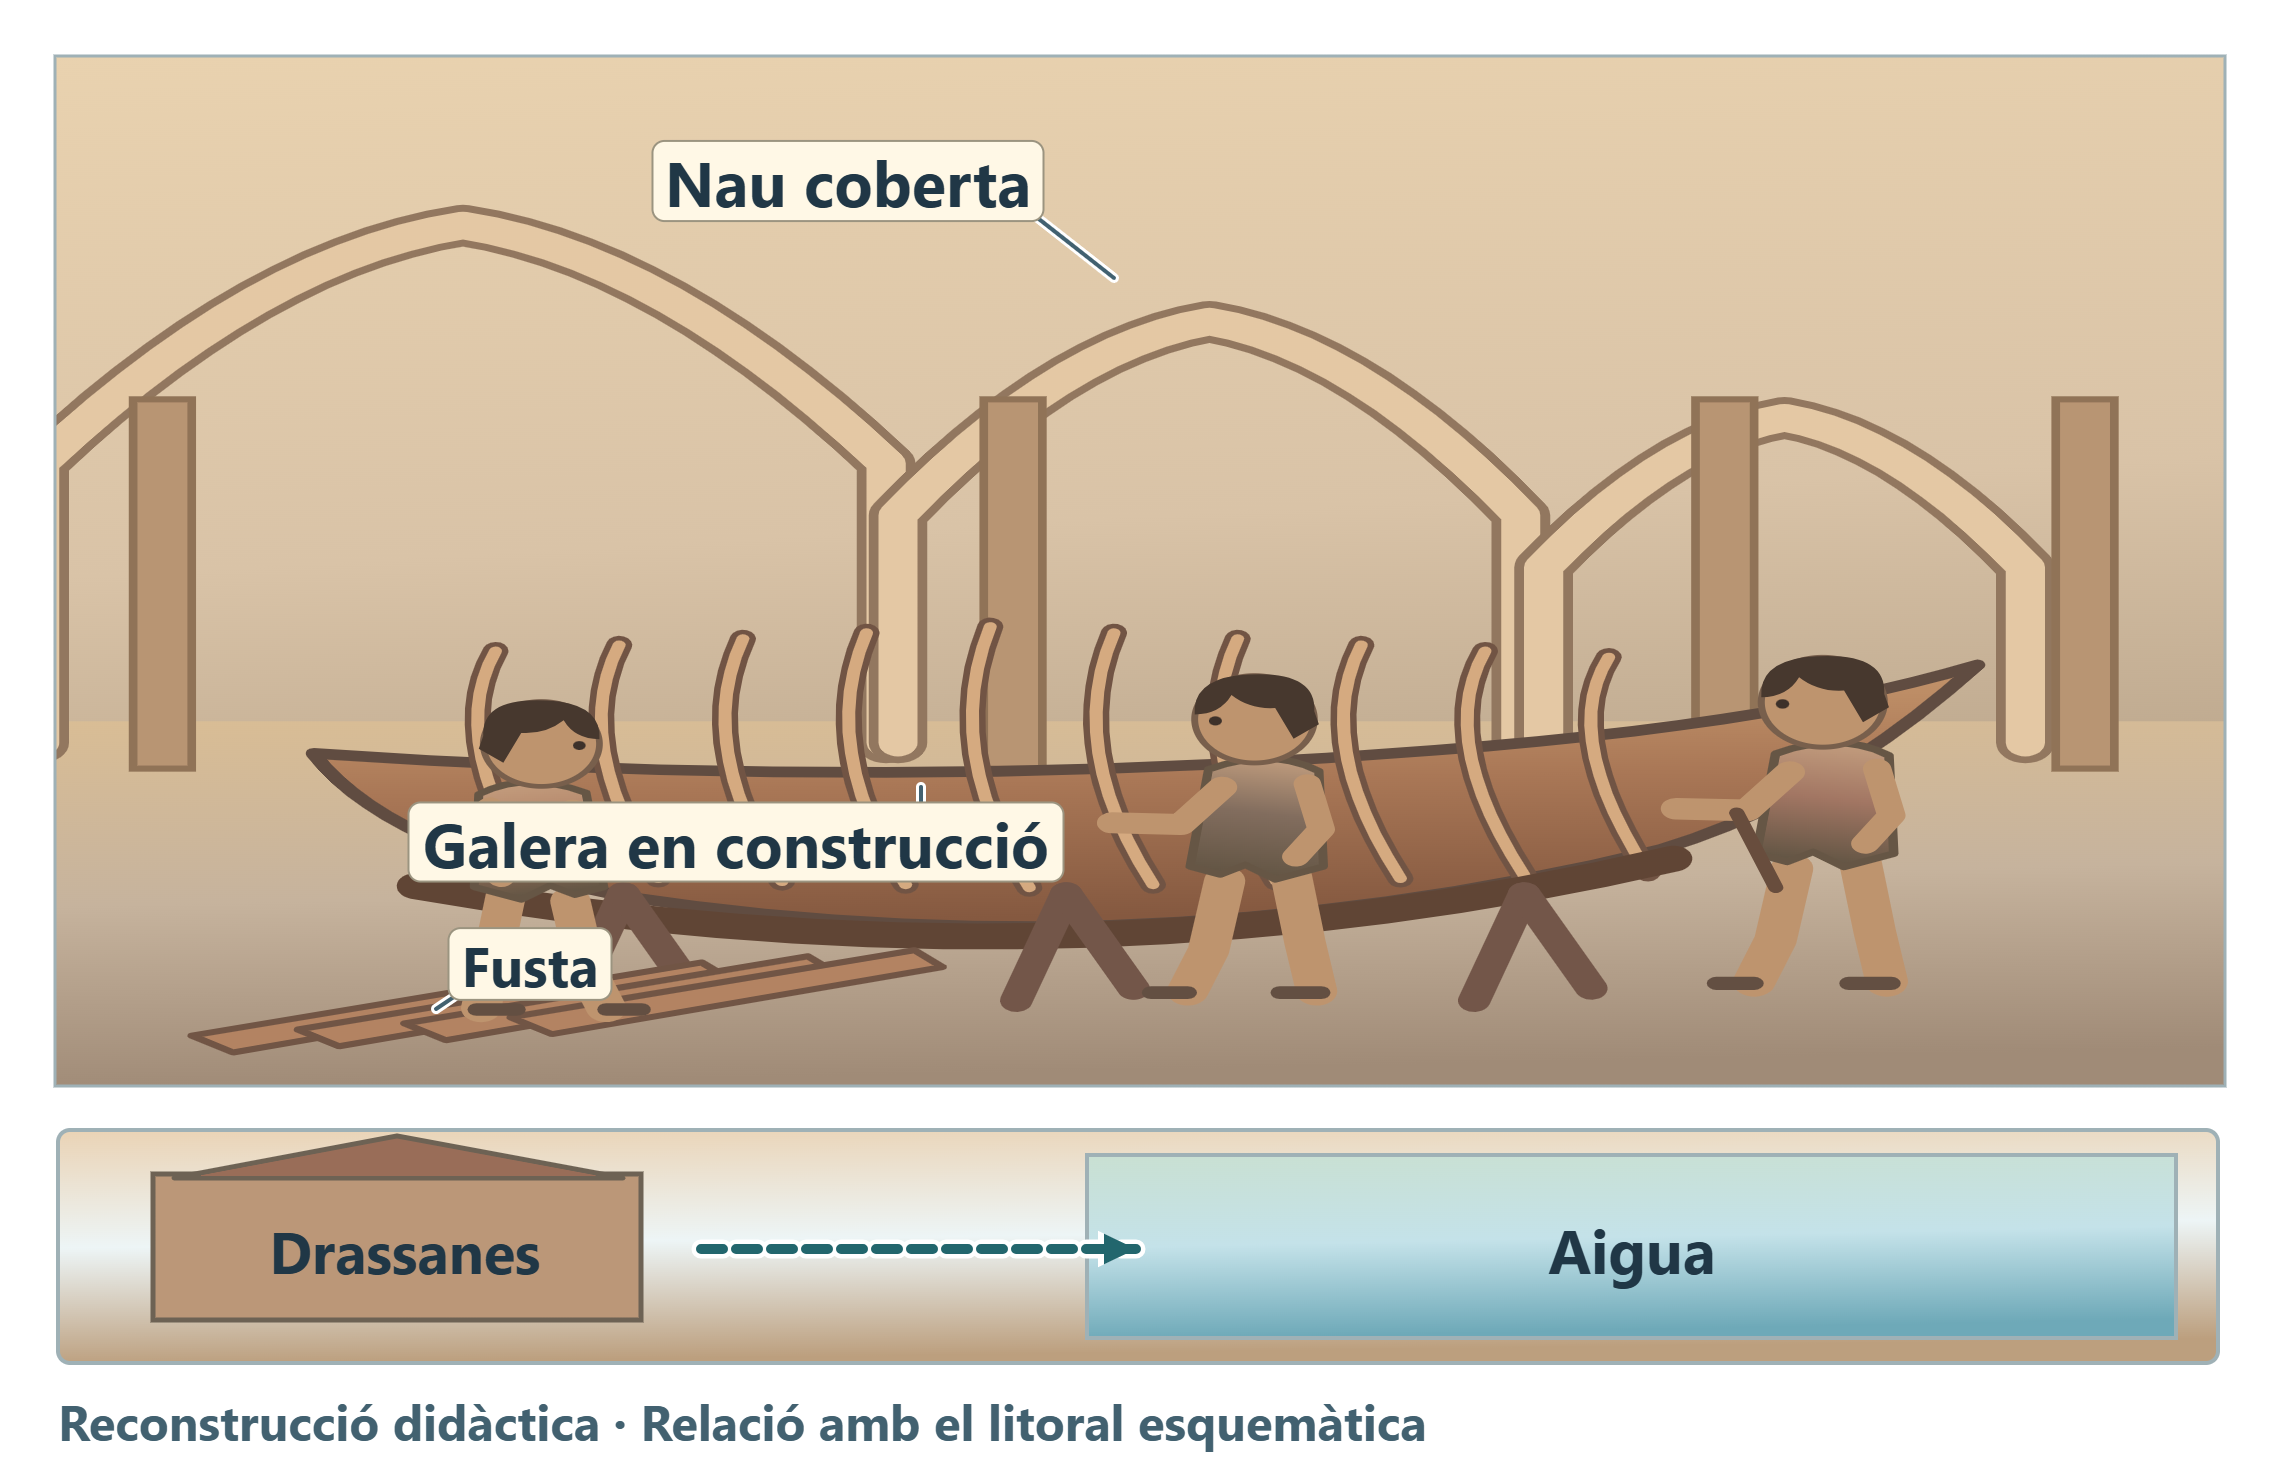 Nau coberta
Galera en construcció
Fusta
Drassanes
Aigua
Reconstrucció didàctica · Relació amb el litoral esquemàtica